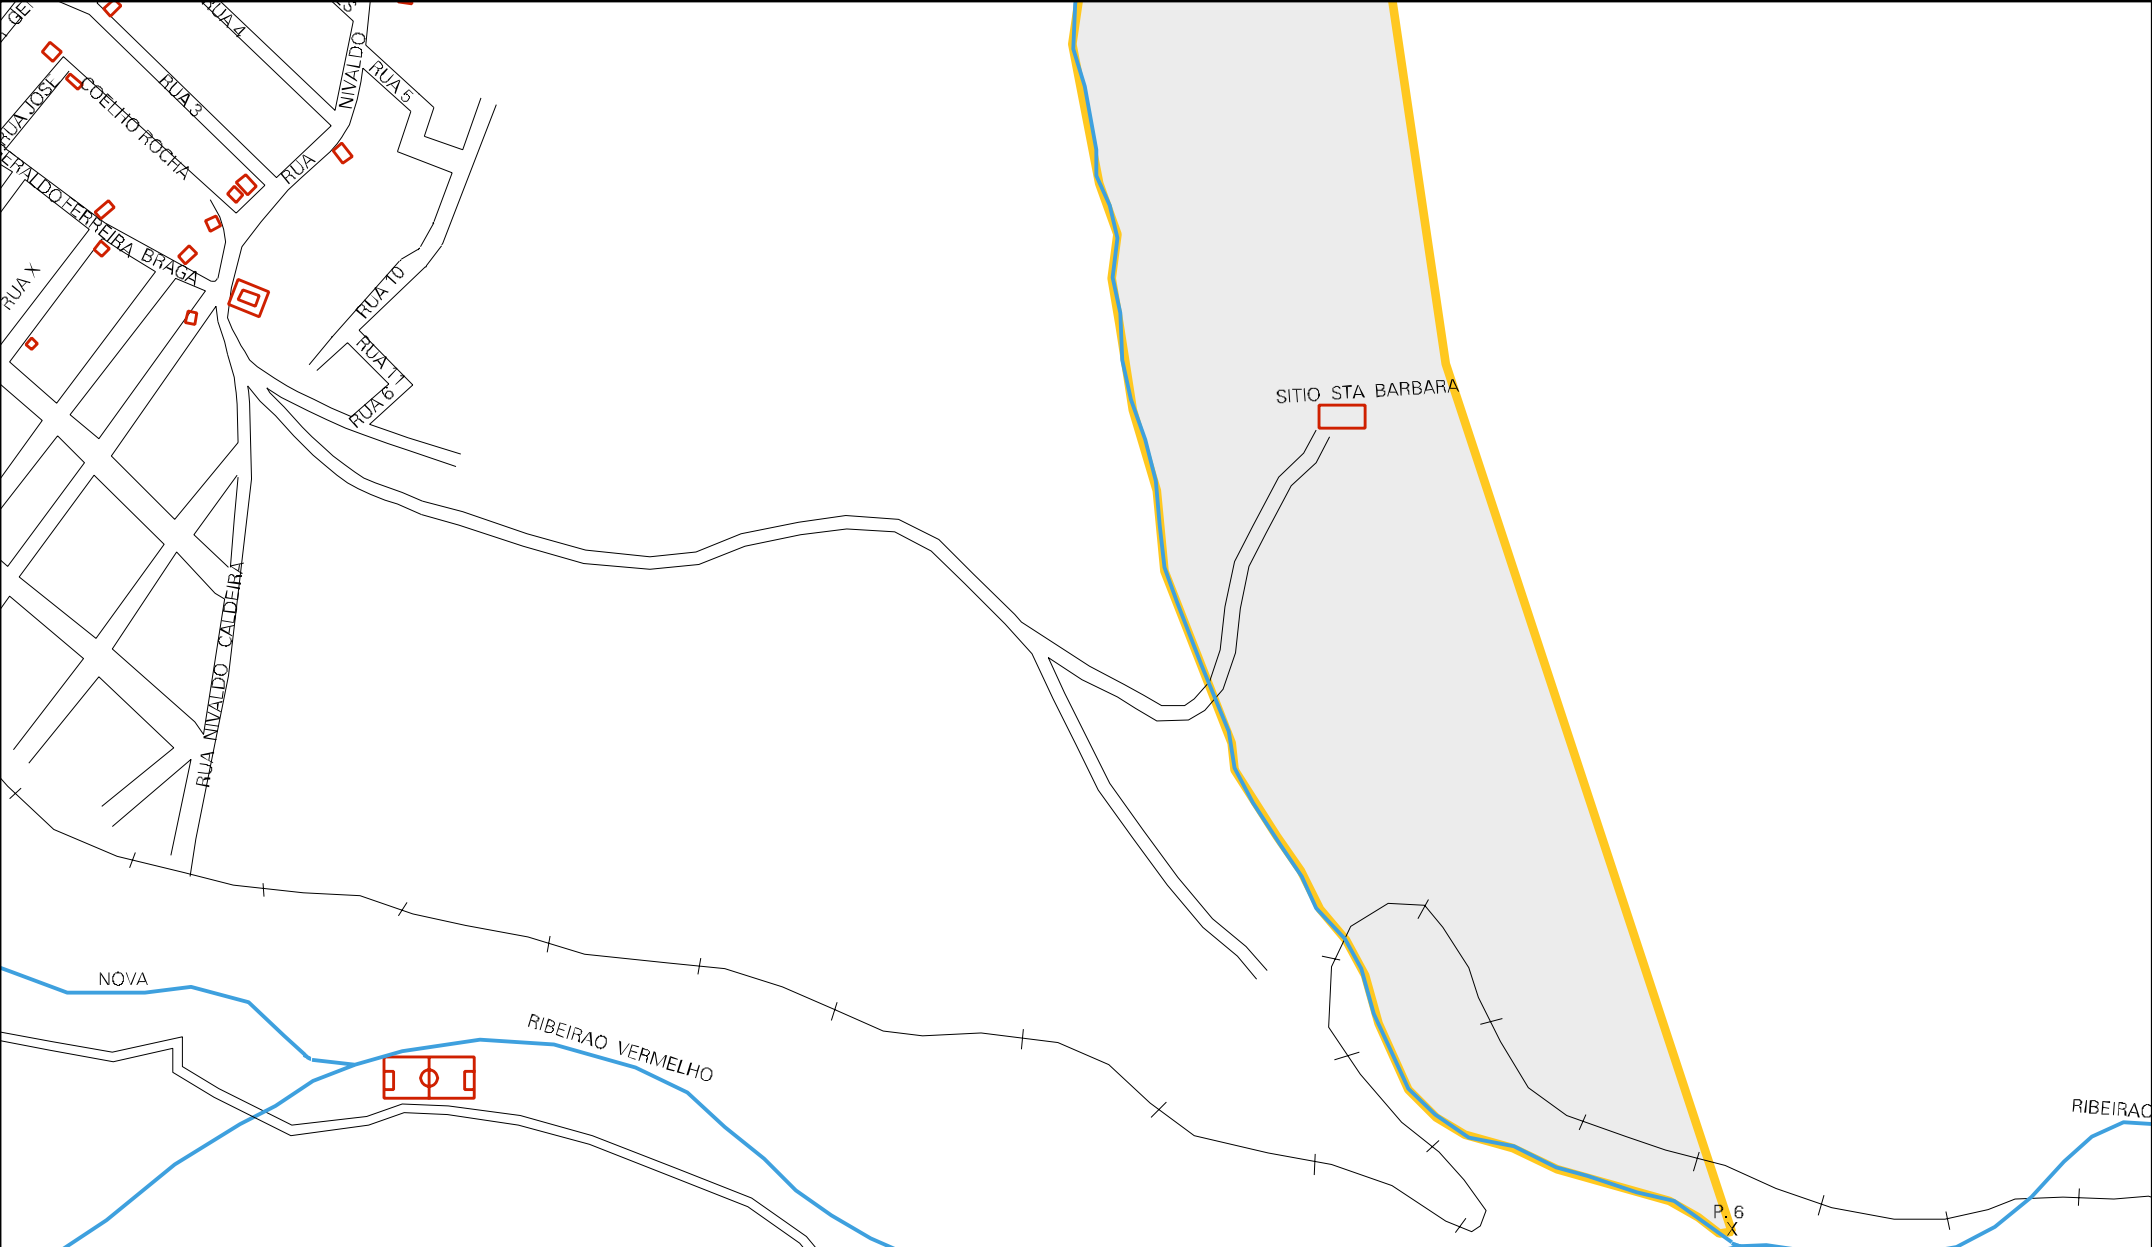 RUA 4
NIVALDO
RUA 5
RUA 3
COELHO ROCHA
RUA JOSE
RUA
ERALDO FERREIRA BRAGA
RUA X
RUA 10
RUA 11
RUA 6
SITIO STA BARBARA
RUA NIVALDO CALDEIRA
NOVA
RIBEIRAO VERMELHO
RIBEIRAO
P. 6
X